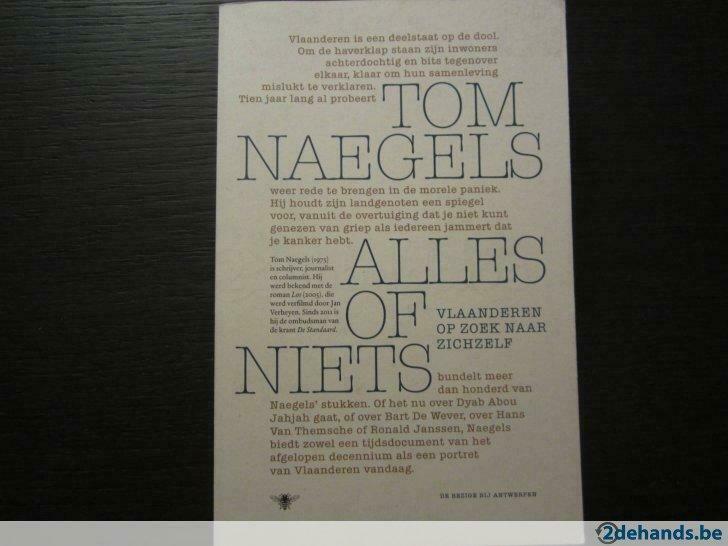 Vlaanderen is een deelstaat op de dool.
Om de haverklap staan zijn inwoners
achterdochtig en bits tegenover
elkaar, klaar om hun samenleving
mislukt te verklaren.
Tien jaar lang al probeert
TOM
NAEGELS
weer rede te brengen in de morele paniek.
Hij houdt zijn landgenoten een spiegel
voor, vanuit de overtuiging dat je niet kunt
genezen van griep als iedereen jammert dat
je kanker hebt.
Tom Naegels (1975)
is schrijver, journalist
en columnist. Hij
werd bekend met de
roman Los (2005), die
werd verfilmd door Jan
Verheyen. Sinds 2011 is
hij de ombudsman van
de krant De Standaard.
ALLES
OF
NIETS
VLAANDEREN
OP ZOEK NAAR
ZICHZELF
bundelt meer
dan honderd van
Naegels' stukken. Of het nu over Dyab Abou
Jahjah gaat, of over Bart De Wever, over Hans
Van Themsche of Ronald Janssen, Naegels
biedt zowel een tijdsdocument van het
afgelopen decennium als een portret
van Vlaanderen vandaag.
DE BEZIGE BIJ ANTWERPEN
2dehands.be